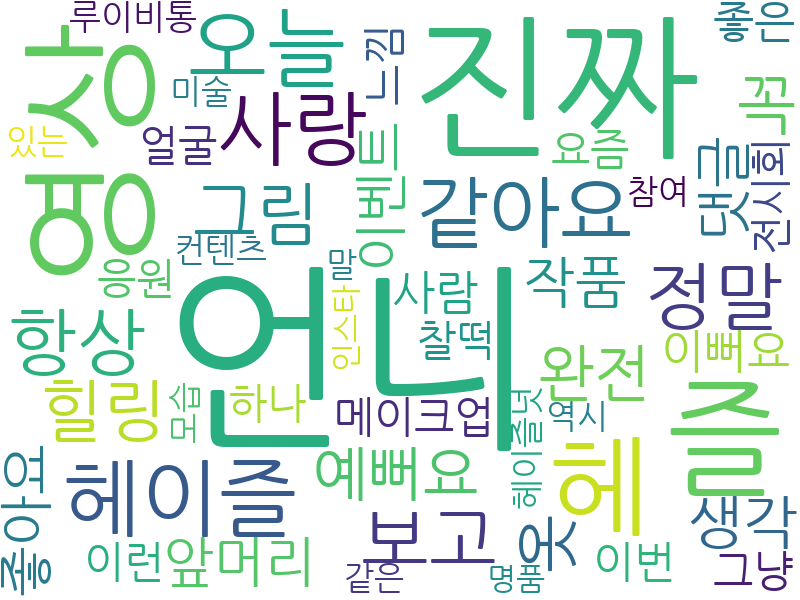 루이비통
오늘
느낌
진짜
좋은
영상
미술
사랑
있는
얼굴
이벤트
요즘
꼬
댓글
전시회
그림
같아요
참여
컨텐츠
응원
말
사람
작품
정말
언니
항상
인스타
찰떡
완전
이뻐요
힐링
모습
하나
메이크업
헤이즐넛
역시
즐
헤
헤이즐
예뻐요
보고
옷
생각
좋아요
이런
앞머리
같은
명품
이번
그냥